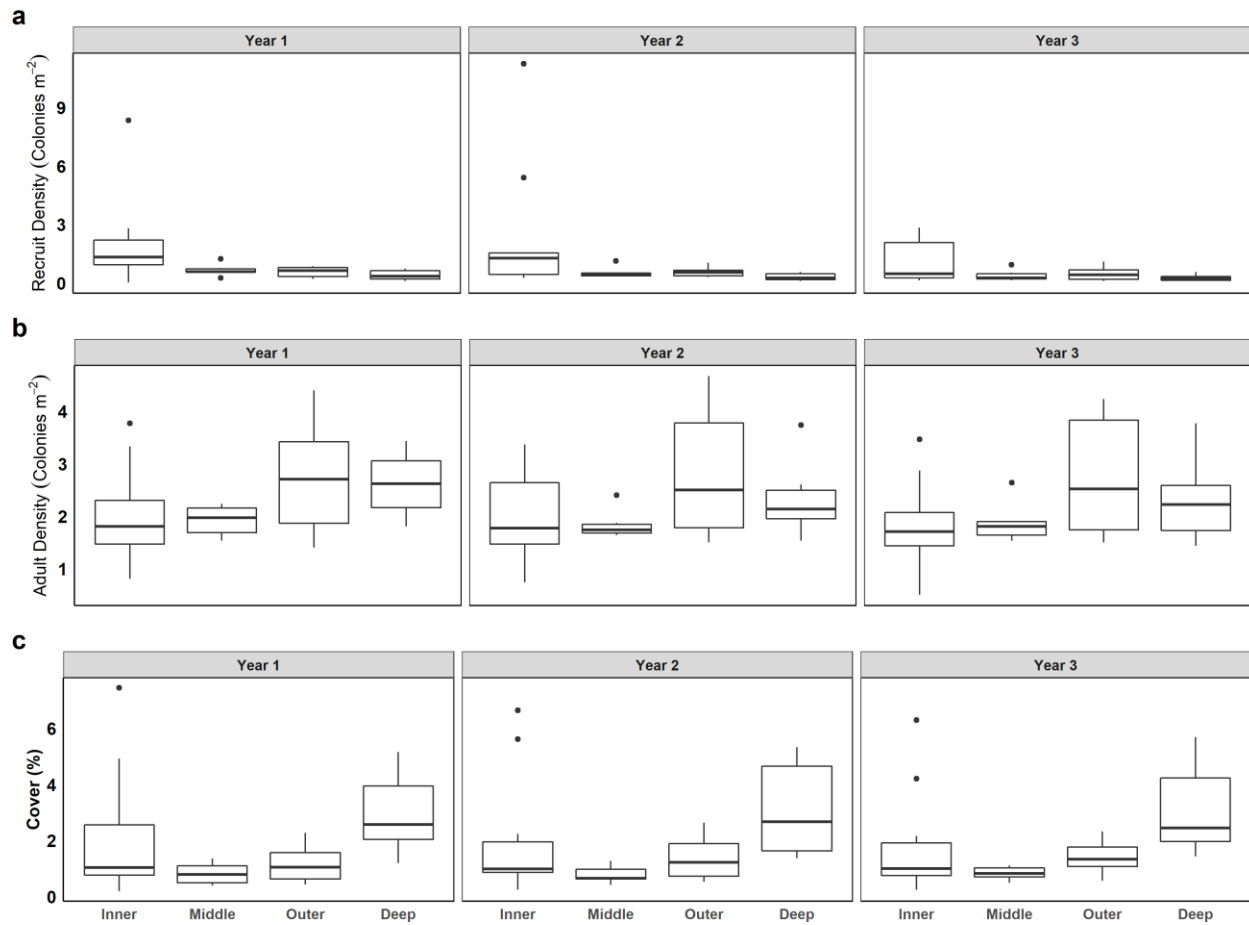 a
Year 1
Year 2
Year 3
Recruit Density (Colonies m⁻²)
9
6
3
0
b
Year 1
Year 2
Year 3
Adult Density (Colonies m⁻²)
4
3
2
1
c
Year 1
Year 2
Year 3
Cover (%)
6
4
2
0
Inner Middle Outer Deep Inner Middle Outer Deep Inner Middle Outer Deep